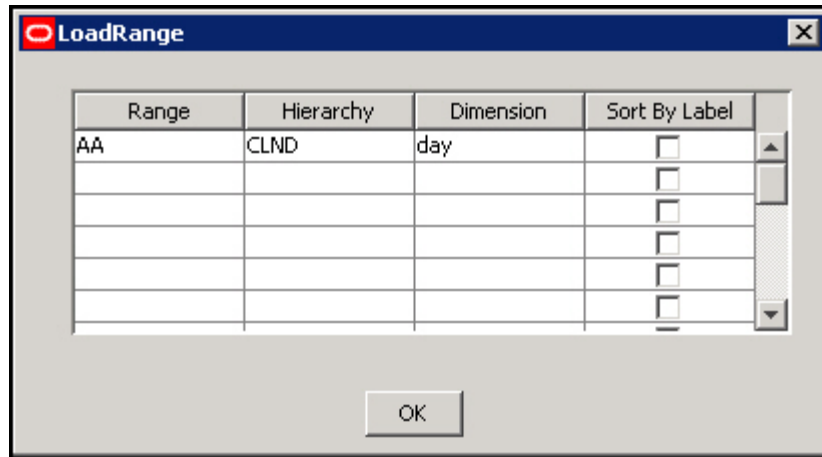 LoadRange
Range Hierarchy Dimension Sort By Label
AA CLND day
OK